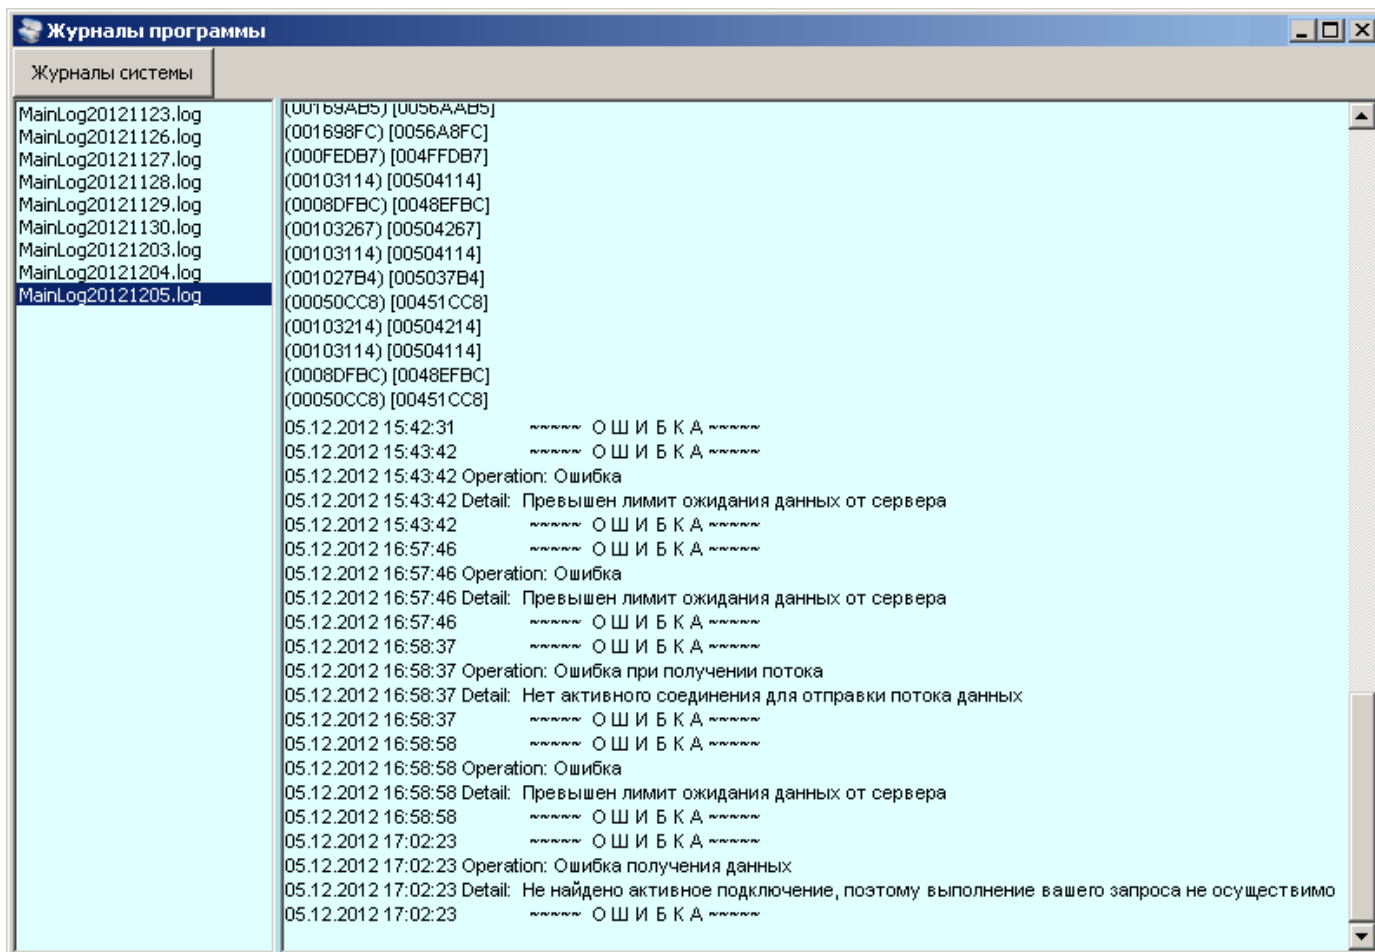 Журналы программы
Журналы системы
MainLog20121123.log
MainLog20121126.log
MainLog20121127.log
MainLog20121128.log
MainLog20121129.log
MainLog20121130.log
MainLog20121203.log
MainLog20121204.log
MainLog20121205.log
(00169AB5) [0056AAB5]
(001698FC) [0056A8FC]
(000FEDB7) [004FFDB7]
(00103114) [00504114]
(0008DFBC) [0048EFBC]
(00103267) [00504267]
(00103114) [00504114]
(001027B4) [005037B4]
(00050CC8) [00451CC8]
(00103214) [00504214]
(00103114) [00504114]
(0008DFBC) [0048EFBC]
(00050CC8) [00451CC8]
05.12.2012 15:42:31 ~~~~~ О Ш И Б К А ~~~~~
05.12.2012 15:43:42 ~~~~~ О Ш И Б К А ~~~~~
05.12.2012 15:43:42 Operation: Ошибка
05.12.2012 15:43:42 Detail: Превышен лимит ожидания данных от сервера
05.12.2012 15:43:42 ~~~~~ О Ш И Б К А ~~~~~
05.12.2012 16:57:46 ~~~~~ О Ш И Б К А ~~~~~
05.12.2012 16:57:46 Operation: Ошибка
05.12.2012 16:57:46 Detail: Превышен лимит ожидания данных от сервера
05.12.2012 16:57:46 ~~~~~ О Ш И Б К А ~~~~~
05.12.2012 16:58:37 ~~~~~ О Ш И Б К А ~~~~~
05.12.2012 16:58:37 Operation: Ошибка при получении потока
05.12.2012 16:58:37 Detail: Нет активного соединения для отправки потока данных
05.12.2012 16:58:37 ~~~~~ О Ш И Б К А ~~~~~
05.12.2012 16:58:58 ~~~~~ О Ш И Б К А ~~~~~
05.12.2012 16:58:58 Operation: Ошибка
05.12.2012 16:58:58 Detail: Превышен лимит ожидания данных от сервера
05.12.2012 16:58:58 ~~~~~ О Ш И Б К А ~~~~~
05.12.2012 17:02:23 ~~~~~ О Ш И Б К А ~~~~~
05.12.2012 17:02:23 Operation: Ошибка получения данных
05.12.2012 17:02:23 Detail: Не найдено активное подключение, поэтому выполнение вашего запроса не осуществимо
05.12.2012 17:02:23 ~~~~~ О Ш И Б К А ~~~~~